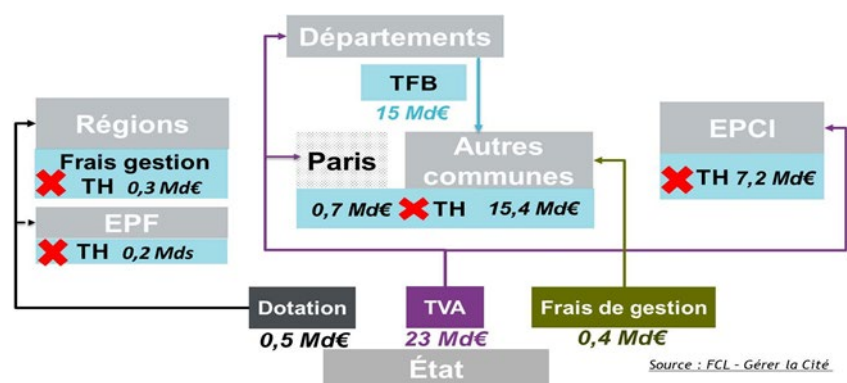 Départements
TFB
15 Md€
Régions
Frais gestion
TH 0,3 Md€
EPF
TH 0,2 Mds
Paris
Autres
communes
0,7 Md€ TH 15,4 Md€
EPCI
TH 7,2 Md€
Dotation
0,5 Md€
TVA
23 Md€
Frais de gestion
0,4 Md€
État
Source : FCL - Gérer la Cité